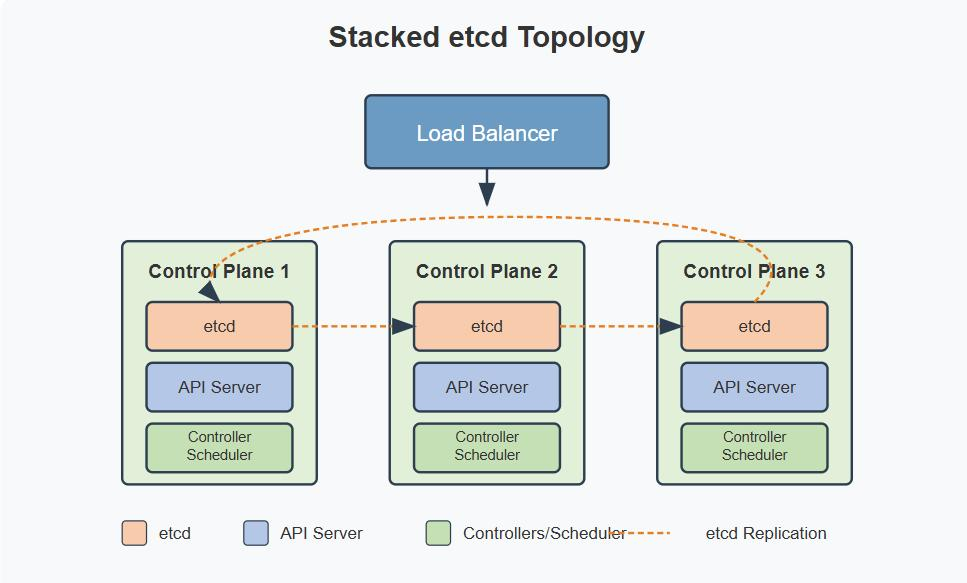 Stacked etcd Topology
Load Balancer
Control Plane 1
Control Plane 2
Control Plane 3
etcd
etcd
etcd
API Server
API Server
API Server
Controller
Scheduler
Controller
Scheduler
Controller
Scheduler
etcd
API Server
Controllers/Scheduler
etcd Replication